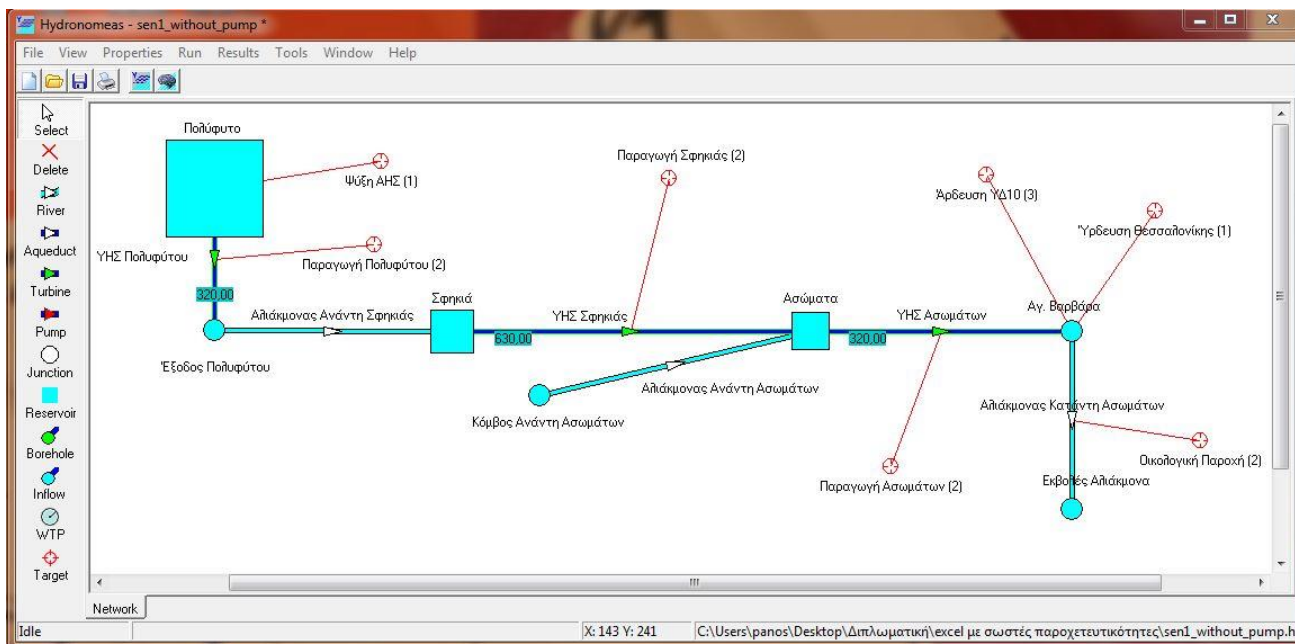 Hydronomeas - sen1_without_pump *
File View Properties Run Results Tools Window Help
Select
Delete
River
Aqueduct
Turbine
Pump
Junction
Reservoir
Borehole
Inflow
WTP
Target
Πολύφυτο
Ψύξη ΑΗΣ (1)
Παραγωγή Σφηκιάς (2)
Άρδευση ΥΔ10 (3)
Ύρδευση Θεσσαλονίκης (1)
ΥΗΣ Πολυφύτου
Παραγωγή Πολυφύτου (2)
320,00
Αλιάκμονας Ανάντη Σφηκιάς
Σφηκιά
ΥΗΣ Σφηκιάς
630,00
Ασώματα
ΥΗΣ Ασωμάτων
320,00
Αγ. Βαρβάρα
Έξοδος Πολυφύτου
Αλιάκμονας Ανάντη Ασωμάτων
Κόμβος Ανάντη Ασωμάτων
Αλιάκμονας Κατάντη Ασωμάτων
Οικολογική Παροχή (2)
Παραγωγή Ασωμάτων (2)
Εκβολές Αλιάκμονα
Network
Idle
X: 143 Y: 241
C:\Users\panos\Desktop\Διπλωματική\excel με σωστές παροχετευτικότητες\sen1_without_pump.h